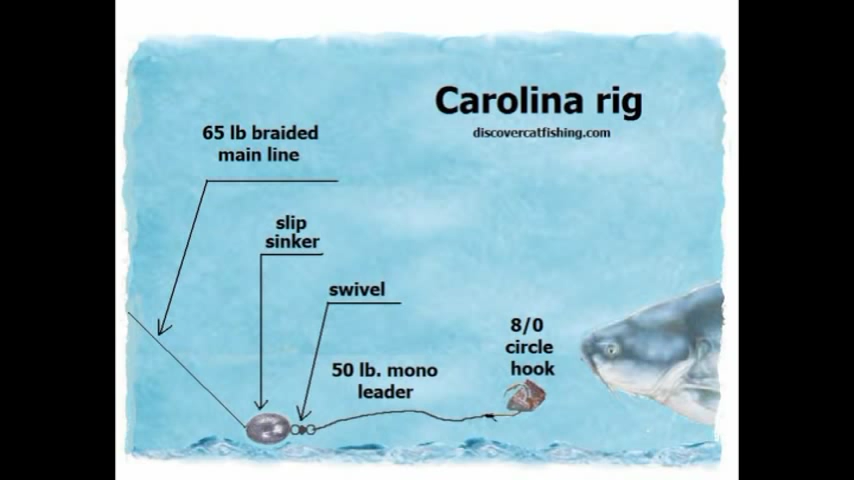 Carolina rig
discovercatfishing.com
65 lb braided
main line
slip
sinker
swivel
50 lb. mono
leader
8/0
circle
hook